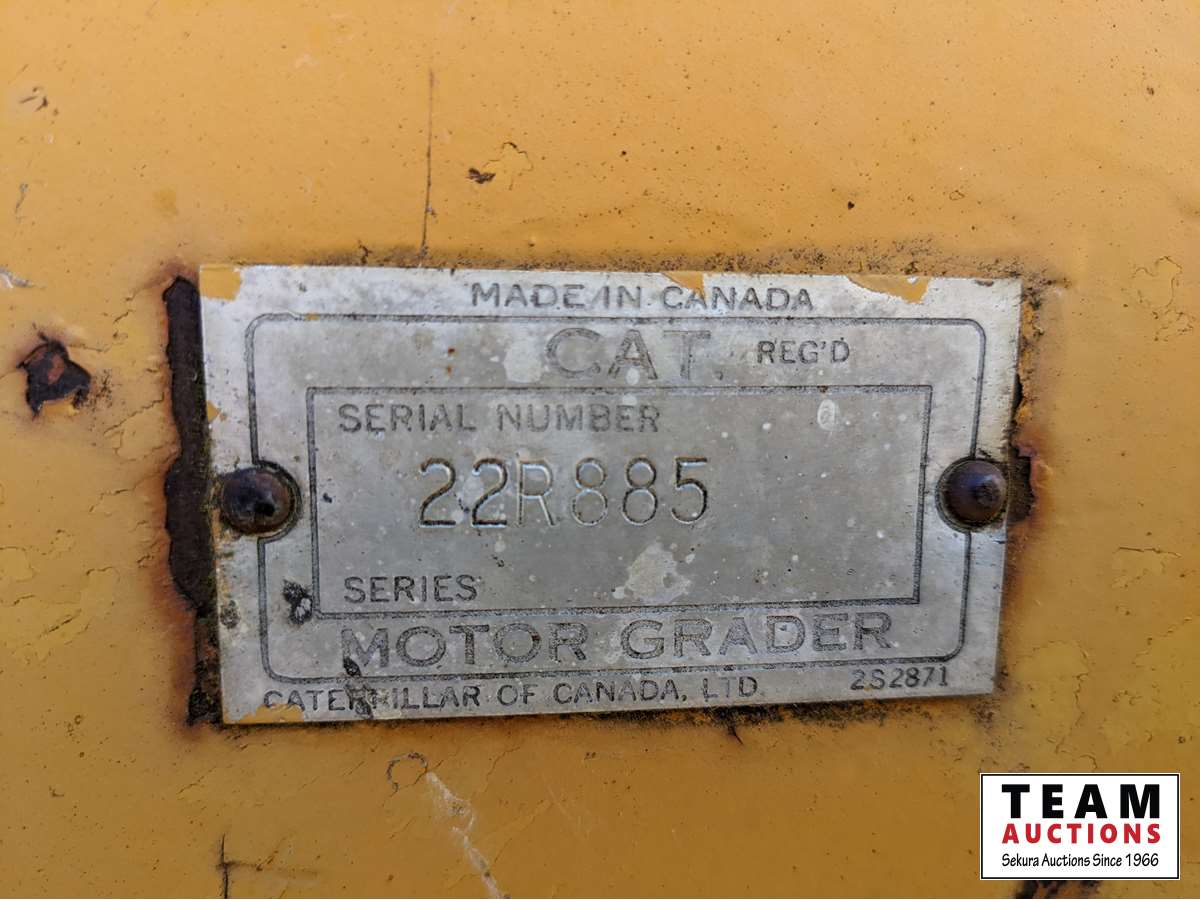 MADE IN CANADA
CAT. REG'D
SERIAL NUMBER
22R885
SERIES
MOTOR GRADER
CATERPILLAR OF CANADA, LTD. 2S2871
TEAM
AUCTIONS
Sekura Auctions Since 1966